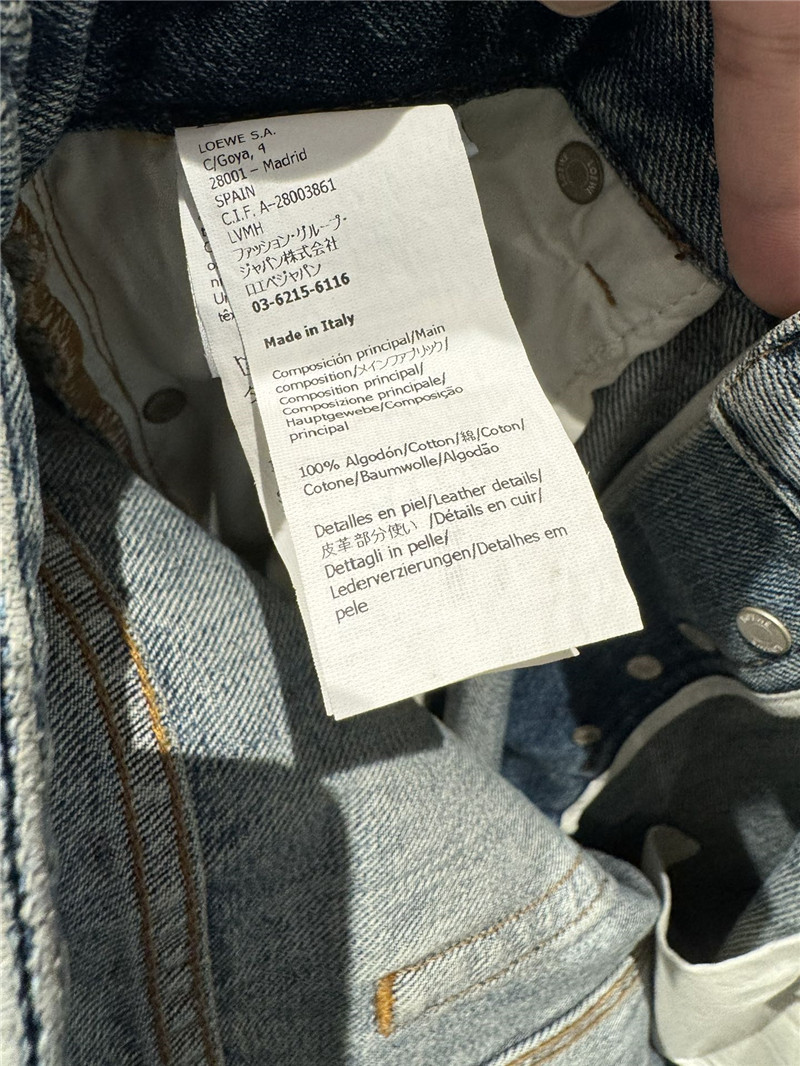 LOEWE S.A.
C/Goya, 4
28001 – Madrid
SPAIN
C.I.F. A-28003861
LVMH
ファッション・グループ・
ジャパン株式会社
ロエベジャパン
03-6215-6116
Made in Italy
Composición principal/Main
composition/メインファブリック/
Composition principal/
Composizione principale/
Hauptgewebe/Composição
principal
100% Algodón/Cotton/綿/Coton/
Cotone/Baumwolle/Algodão
Detalles en piel/Leather details/
皮革部分使い /Détails en cuir/
Dettagli in pelle/
Lederverzierungen/Detalhes em
pele